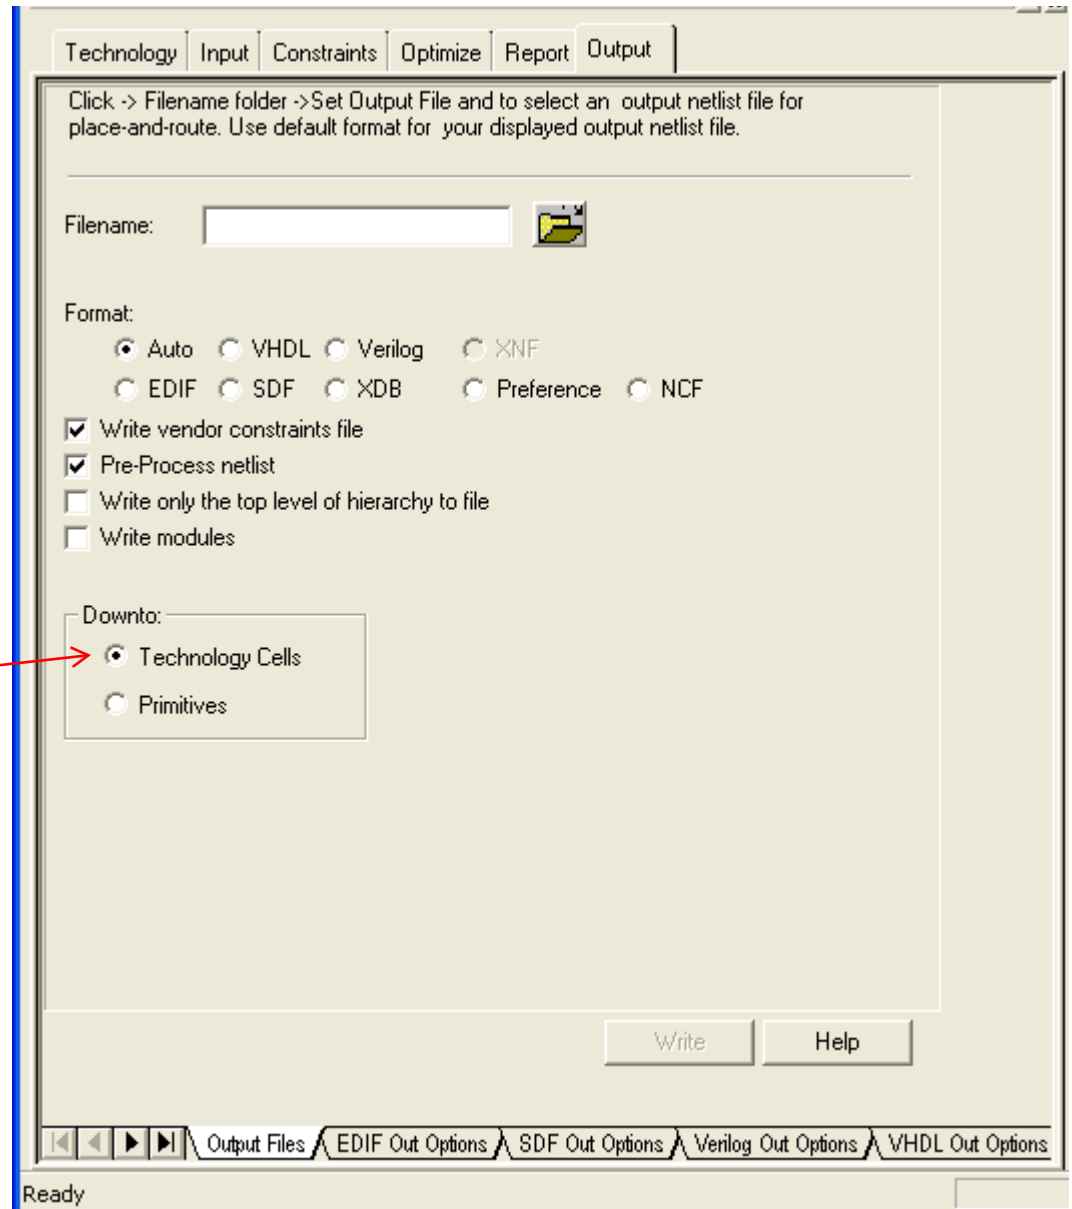 Technology Input Constraints Optimize Report Output
Click -> Filename folder ->Set Output File and to select an output netlist file for
place-and-route. Use default format for your displayed output netlist file.
Filename:
Format:
Auto VHDL Verilog XNF
EDIF SDF XDB Preference NCF
Write vendor constraints file
Pre-Process netlist
Write only the top level of hierarchy to file
Write modules
Downto:
Technology Cells
Primitives
Write Help
Output Files EDIF Out Options SDF Out Options Verilog Out Options VHDL Out Options
Ready